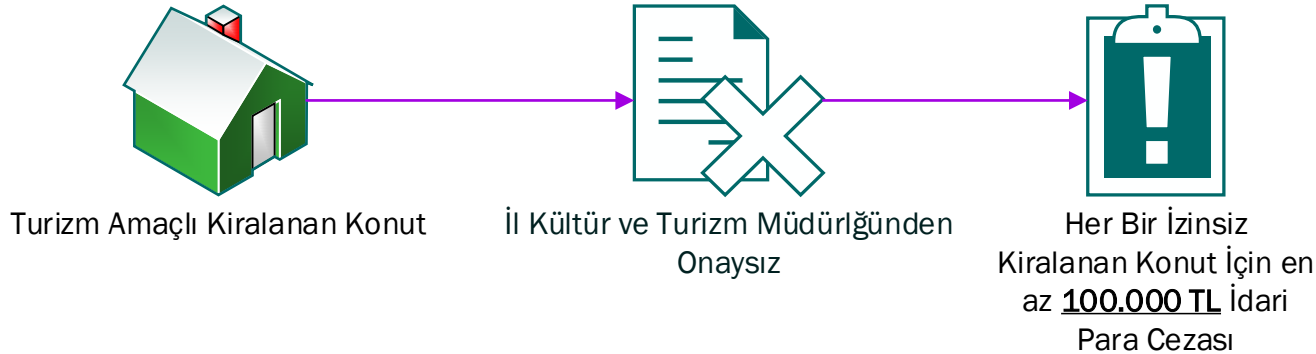 Turizm Amaçlı Kiralanan Konut
İl Kültür ve Turizm Müdürlğünden
Onaysız
Her Bir İzinsiz
Kiralanan Konut İçin en
az 100.000 TL İdari
Para Cezası